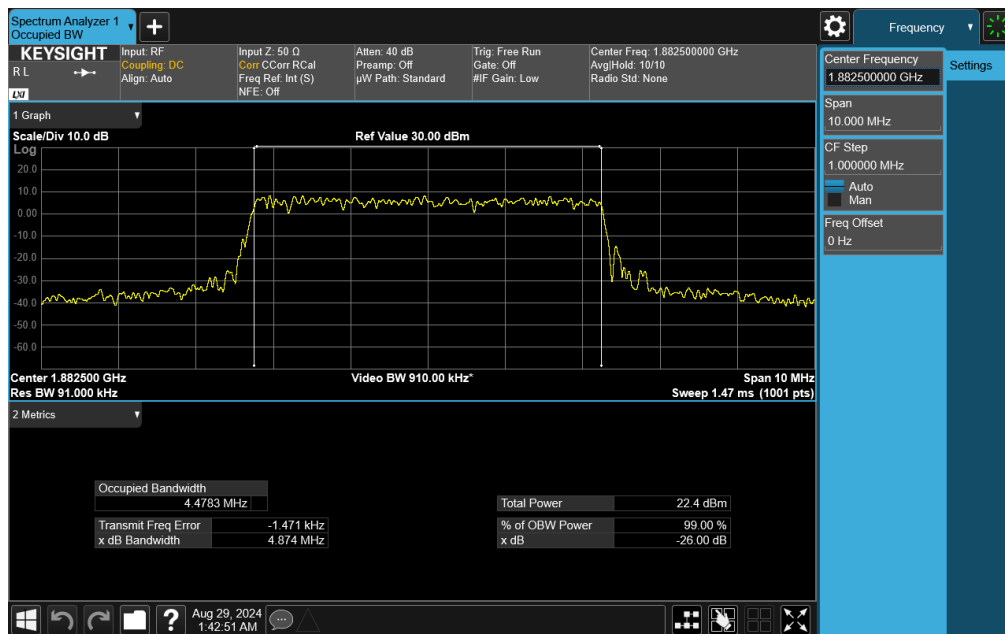 Spectrum Analyzer 1
Occupied BW
Frequency
KEYSIGHT
R L
LXI
Input: RF
Coupling: DC
Align: Auto
Input Z: 50 Ω
Corr CCorr RCal
Freq Ref: Int (S)
NFE: Off
Atten: 40 dB
Preamp: Off
µW Path: Standard
Trig: Free Run
Gate: Off
#IF Gain: Low
Center Freq: 1.882500000 GHz
Avg|Hold: 10/10
Radio Std: None
Center Frequency
1.882500000 GHz
Settings
Span
10.000 MHz
CF Step
1.000000 MHz
Auto
Man
Freq Offset
0 Hz
1 Graph
Scale/Div 10.0 dB
Ref Value 30.00 dBm
Log
20.0
10.0
0.00
-10.0
-20.0
-30.0
-40.0
-50.0
-60.0
Center 1.882500 GHz
Video BW 910.00 kHz*
Span 10 MHz
Res BW 91.000 kHz
Sweep 1.47 ms (1001 pts)
2 Metrics
Occupied Bandwidth
4.4783 MHz
Total Power 22.4 dBm
Transmit Freq Error -1.471 kHz
% of OBW Power 99.00 %
x dB Bandwidth 4.874 MHz
x dB -26.00 dB
?
Aug 29, 2024
1:42:51 AM